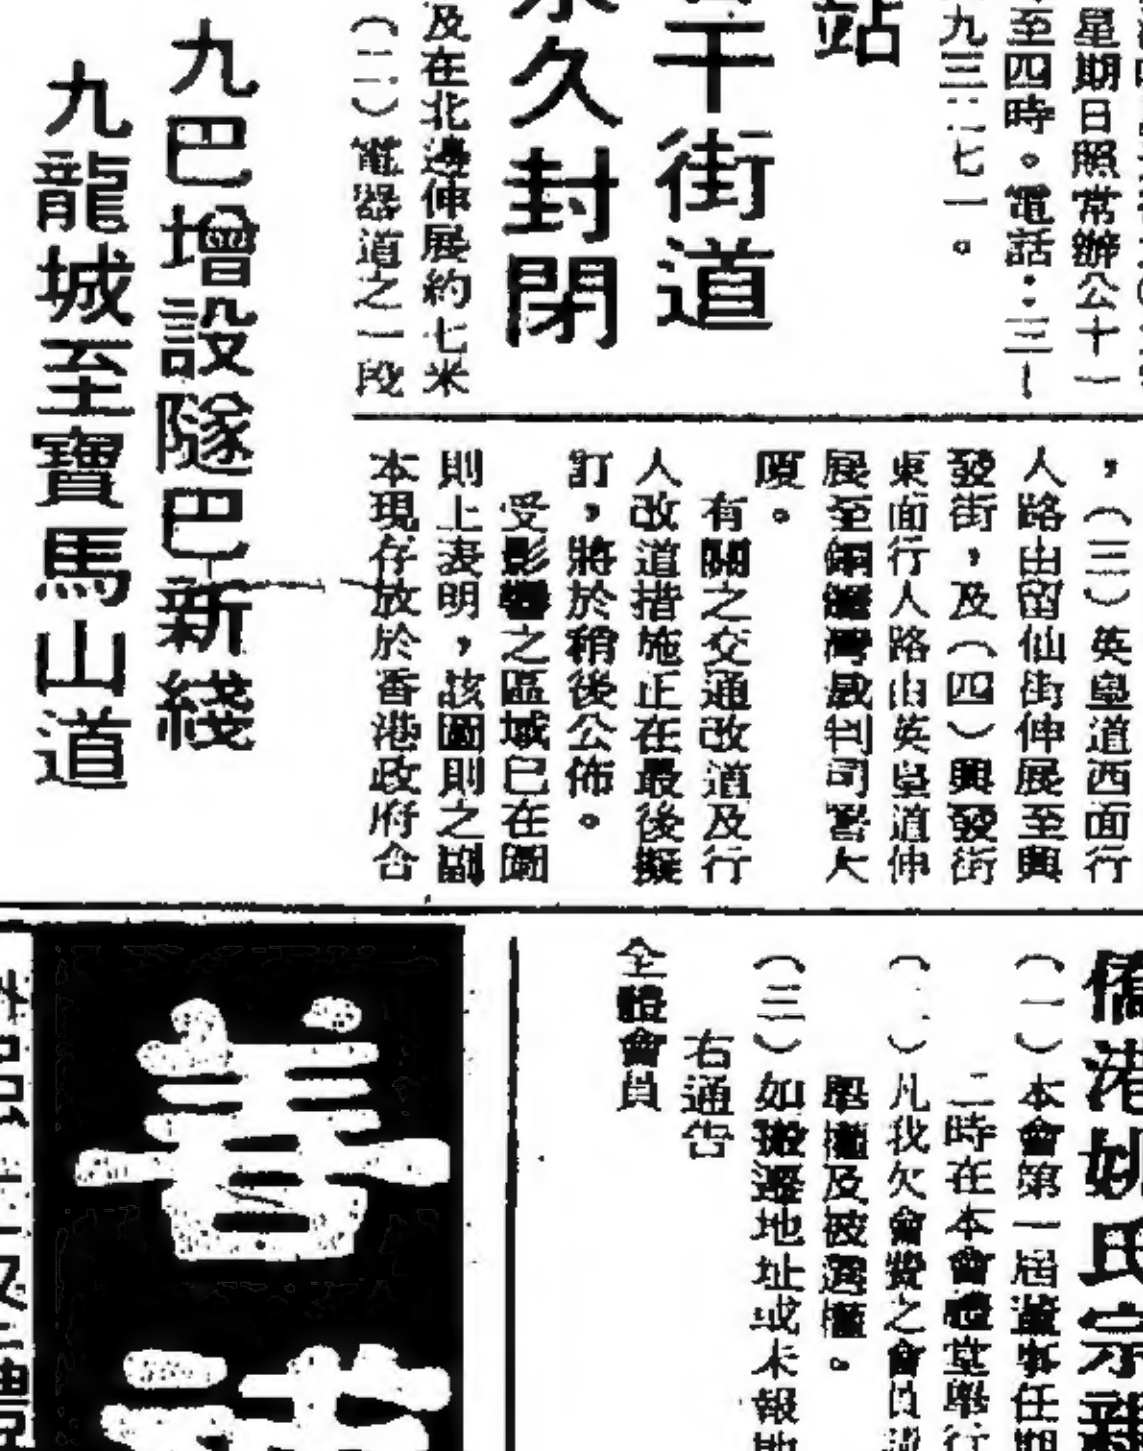 星期日照常辦公十一
至四時。電話：三—
九三二七一。
站
干街道
永久封閉
及在北邊伸展約七米
（二）電器道之一段
，（三）英皇道西面行
人路由留仙街伸展至興
發街，及（四）興發街
東面行人路由英皇道伸
展至銅鑼灣裁判司署大
厦。
有關之交通改道及行
人改道措施正在最後擬
訂，將於稍後公佈。
受影響之區域已在圖
則上表明，該圖則之副
本現存放於香港政府合
九巴增設隧巴新綫
九龍城至寶馬山道
僑港姚氏宗親
（一）本會第一屆董事任期
二時在本會禮堂舉行
凡我欠會費之會員
舉權及被選權。
（三）如搬遷地址或未報地
右通告
全體會員
善